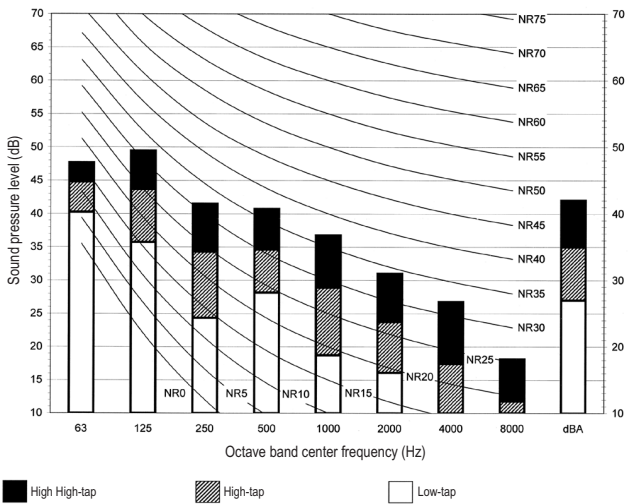 70 70
NR75
65
NR70
60 60
NR65
55
NR60
50 50
NR55
45
NR50
40 40
NR45
35
NR40
30 30
NR35
25
NR30
20 20
NR25
15
NR0 NR5 NR10 NR15 NR20
10 10
Sound pressure level (dB)
63 125 250 500 1000 2000 4000 8000 dBA
Octave band center frequency (Hz)
High High-tap High-tap Low-tap